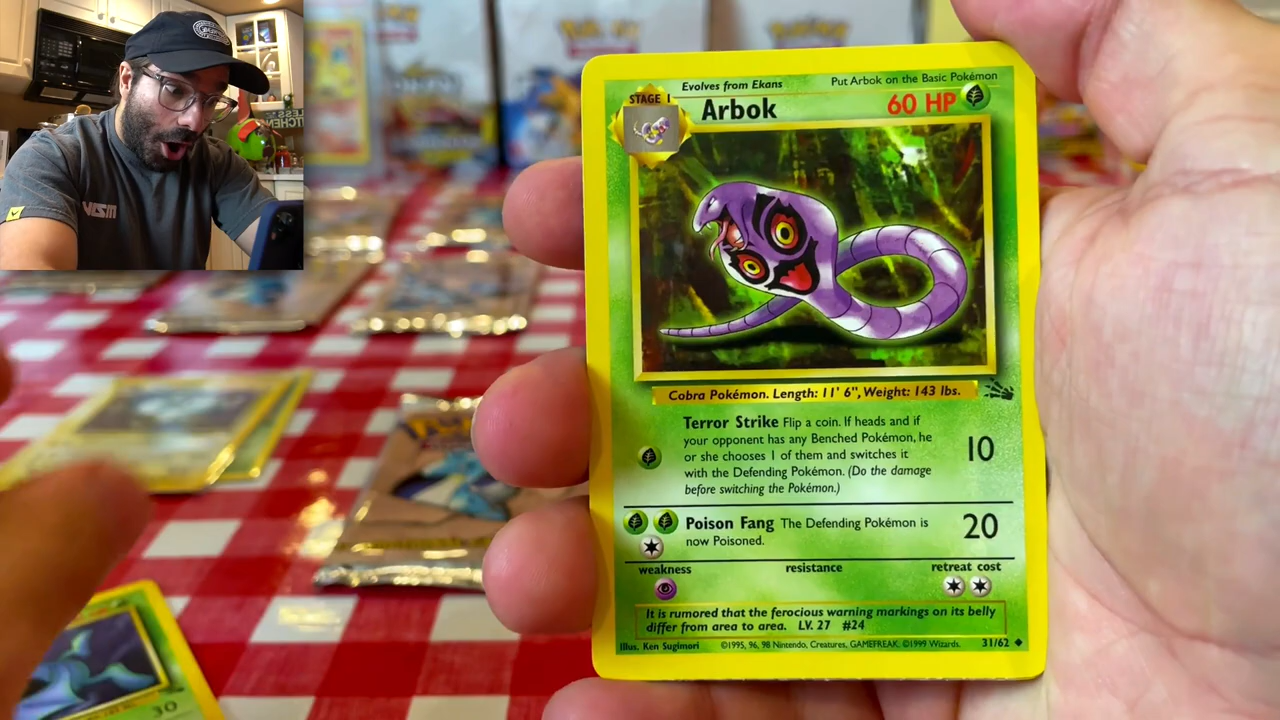 Evolves from Ekans
Put Arbok on the Basic Pokémon
STAGE 1
Arbok
60 HP
Cobra Pokémon. Length: 11' 6", Weight: 143 lbs.
Terror Strike Flip a coin. If heads and if
your opponent has any Benched Pokémon, he
or she chooses 1 of them and switches it
with the Defending Pokémon. (Do the damage
before switching the Pokémon.)
10
Poison Fang The Defending Pokémon is
now Poisoned.
20
weakness
resistance
retreat cost
It is rumored that the ferocious warning markings on its belly
differ from area to area. LV. 27 #24
Illus. Ken Sugimori
©1995, 96, 98 Nintendo, Creatures, GAMEFREAK. ©1999 Wizards.
31/62
30